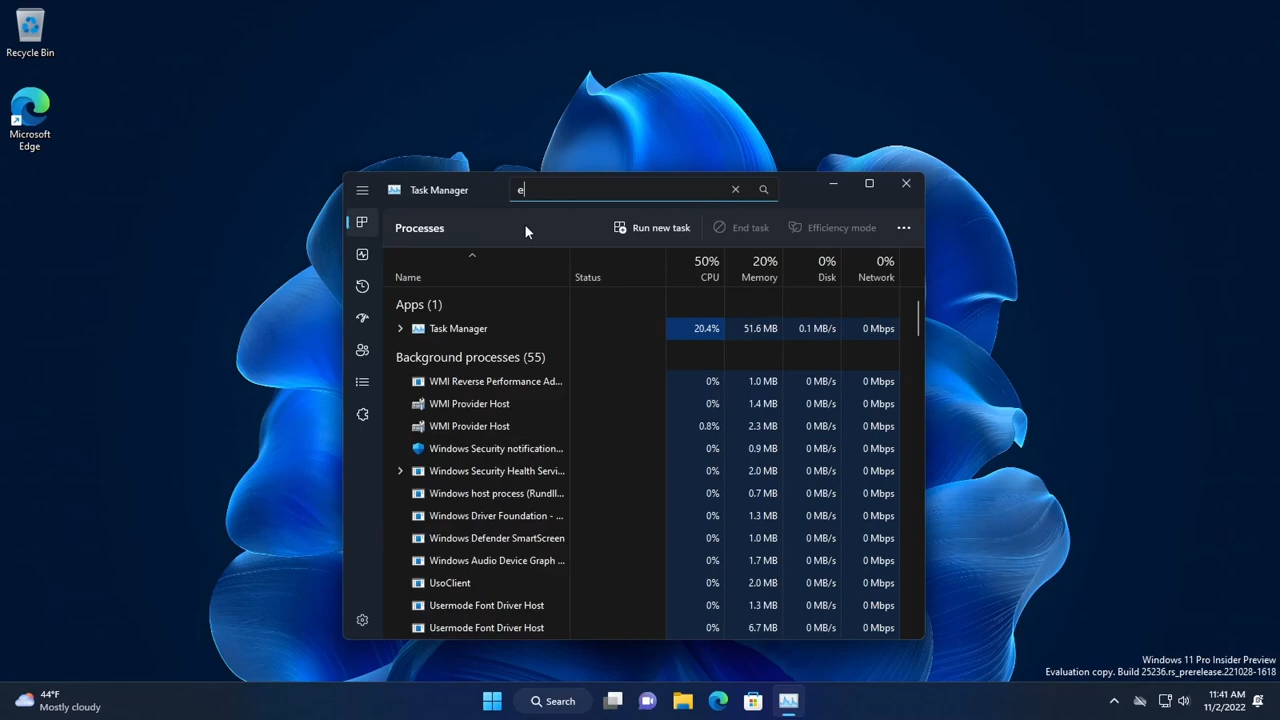 Recycle Bin
Microsoft
Edge
Task Manager
e
Processes
Run new task
End task
Efficiency mode
50%
20%
0%
0%
Name
Status
CPU
Memory
Disk
Network
Apps (1)
Task Manager
20.4%
51.6 MB
0.1 MB/s
0 Mbps
Background processes (55)
WMI Reverse Performance Ad...
0%
1.0 MB
0 MB/s
0 Mbps
WMI Provider Host
0%
1.4 MB
0 MB/s
0 Mbps
WMI Provider Host
0.8%
2.3 MB
0 MB/s
0 Mbps
Windows Security notification...
0%
0.9 MB
0 MB/s
0 Mbps
Windows Security Health Servi...
0%
2.0 MB
0 MB/s
0 Mbps
Windows host process (Rundll...
0%
0.7 MB
0 MB/s
0 Mbps
Windows Driver Foundation - ...
0%
1.3 MB
0 MB/s
0 Mbps
Windows Defender SmartScreen
0%
1.0 MB
0 MB/s
0 Mbps
Windows Audio Device Graph ...
0%
1.7 MB
0 MB/s
0 Mbps
UsoClient
0%
2.0 MB
0 MB/s
0 Mbps
Usermode Font Driver Host
0%
1.3 MB
0 MB/s
0 Mbps
Usermode Font Driver Host
0%
6.7 MB
0 MB/s
0 Mbps
Windows 11 Pro Insider Preview
Evaluation copy. Build 25236.rs_prerelease.221028-1618
44°F
Mostly cloudy
Search
11:41 AM
11/2/2022